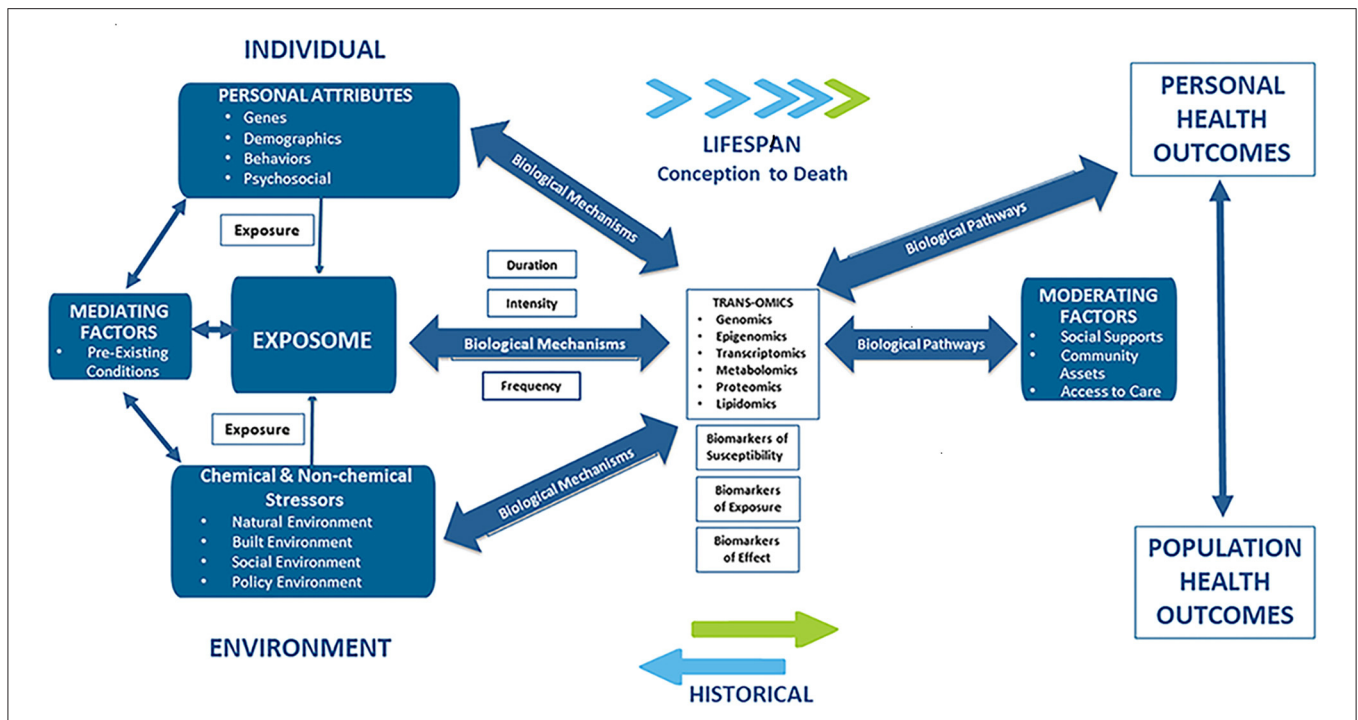 INDIVIDUAL
PERSONAL ATTRIBUTES
• Genes
• Demographics
• Behaviors
• Psychosocial
Exposure
MEDIATING
FACTORS
• Pre-Existing
Conditions
EXPOSOME
Exposure
Chemical & Non-chemical
Stressors
• Natural Environment
• Built Environment
• Social Environment
• Policy Environment
ENVIRONMENT
Biological Mechanisms
Duration
Intensity
Biological Mechanisms
Frequency
Biological Mechanisms
LIFESPAN
Conception to Death
TRANS-OMICS
• Genomics
• Epigenomics
• Transcriptomics
• Metabolomics
• Proteomics
• Lipidomics
Biomarkers of
Susceptibility
Biomarkers
of Exposure
Biomarkers
of Effect
HISTORICAL
Biological Pathways
Biological Pathways
MODERATING
FACTORS
• Social Supports
• Community
Assets
• Access to Care
PERSONAL
HEALTH
OUTCOMES
POPULATION
HEALTH
OUTCOMES